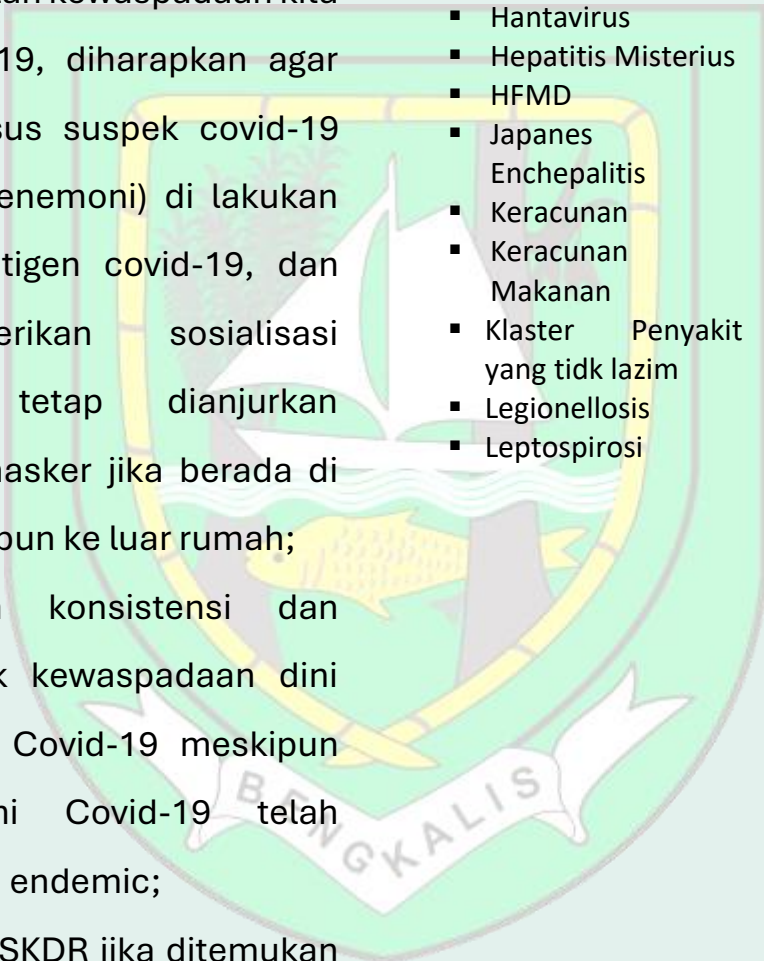 kewaspadaan kita
19, diharapkan agar
sus suspek covid-19
enemoni) di lakukan
tigen covid-19, dan
erikan sosialisasi
tetap dianjurkan
masker jika berada di
pun ke luar rumah;
konsistensi dan
k kewaspadaan dini
Covid-19 meskipun
ni Covid-19 telah
endemic;
SKDR jika ditemukan
▪ Hantavirus
▪ Hepatitis Misterius
▪ HFMD
▪ Japanes
Enchepalitis
▪ Keracunan
▪ Keracunan
Makanan
▪ Klaster Penyakit
yang tidk lazim
▪ Legionellosis
▪ Leptospirosi
BENGKALIS